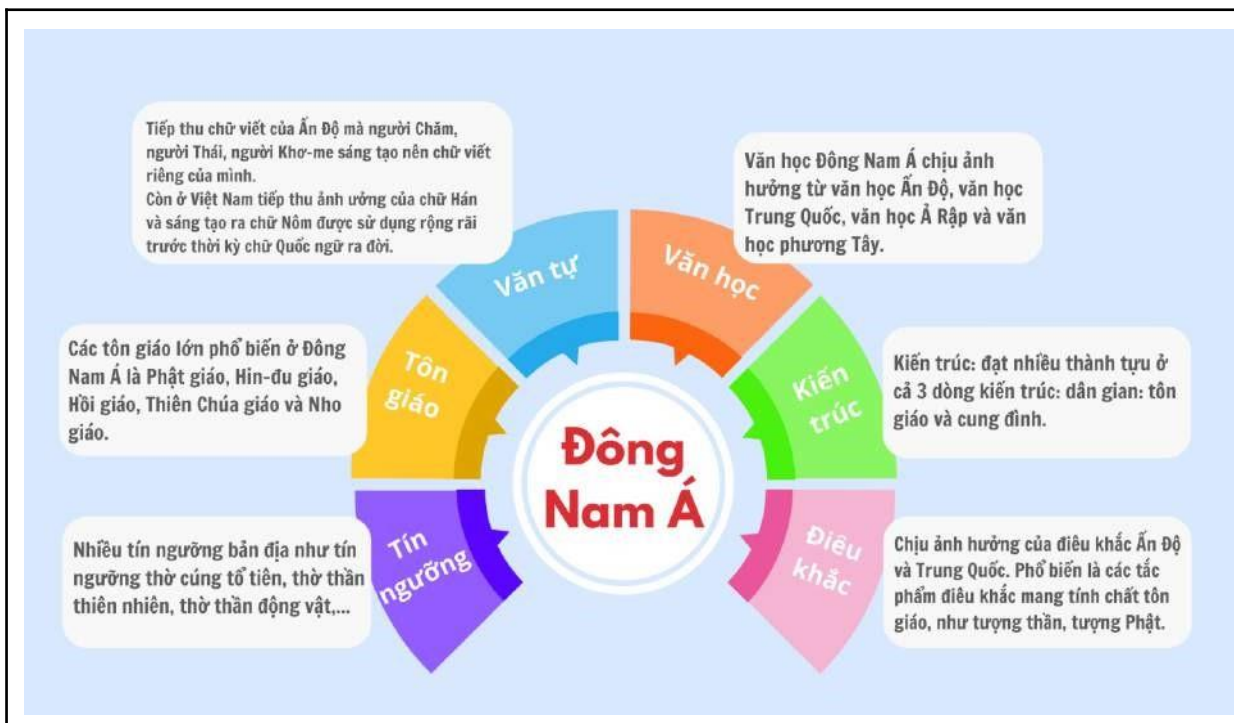 Tiếp thu chữ viết của Ấn Độ mà người Chăm,
người Thái, người Khơ-me sáng tạo nên chữ viết
riêng của mình.
Còn ở Việt Nam tiếp thu ảnh ưởng của chữ Hán
và sáng tạo ra chữ Nôm được sử dụng rộng rãi
trước thời kỳ chữ Quốc ngữ ra đời.
Văn học Đông Nam Á chịu ảnh
hưởng từ văn học Ấn Độ, văn học
Trung Quốc, văn học Ả Rập và văn
học phương Tây.
Văn tự
Văn học
Các tôn giáo lớn phổ biến ở Đông
Nam Á là Phật giáo, Hin-đu giáo,
Hồi giáo, Thiên Chúa giáo và Nho
giáo.
Tôn
giáo
Kiến
trúc
Kiến trúc: đạt nhiều thành tựu ở
cả 3 dòng kiến trúc: dân gian: tôn
giáo và cung đình.
Đông
Nam Á
Nhiều tín ngưỡng bản địa như tín
ngưỡng thờ cúng tổ tiên, thờ thần
thiên nhiên, thờ thần động vật,...
Tín
ngưỡng
Điêu
khắc
Chịu ảnh hưởng của điêu khắc Ấn Độ
và Trung Quốc. Phổ biến là các tắc
phẩm điêu khắc mang tính chất tôn
giáo, như tượng thần, tượng Phật.